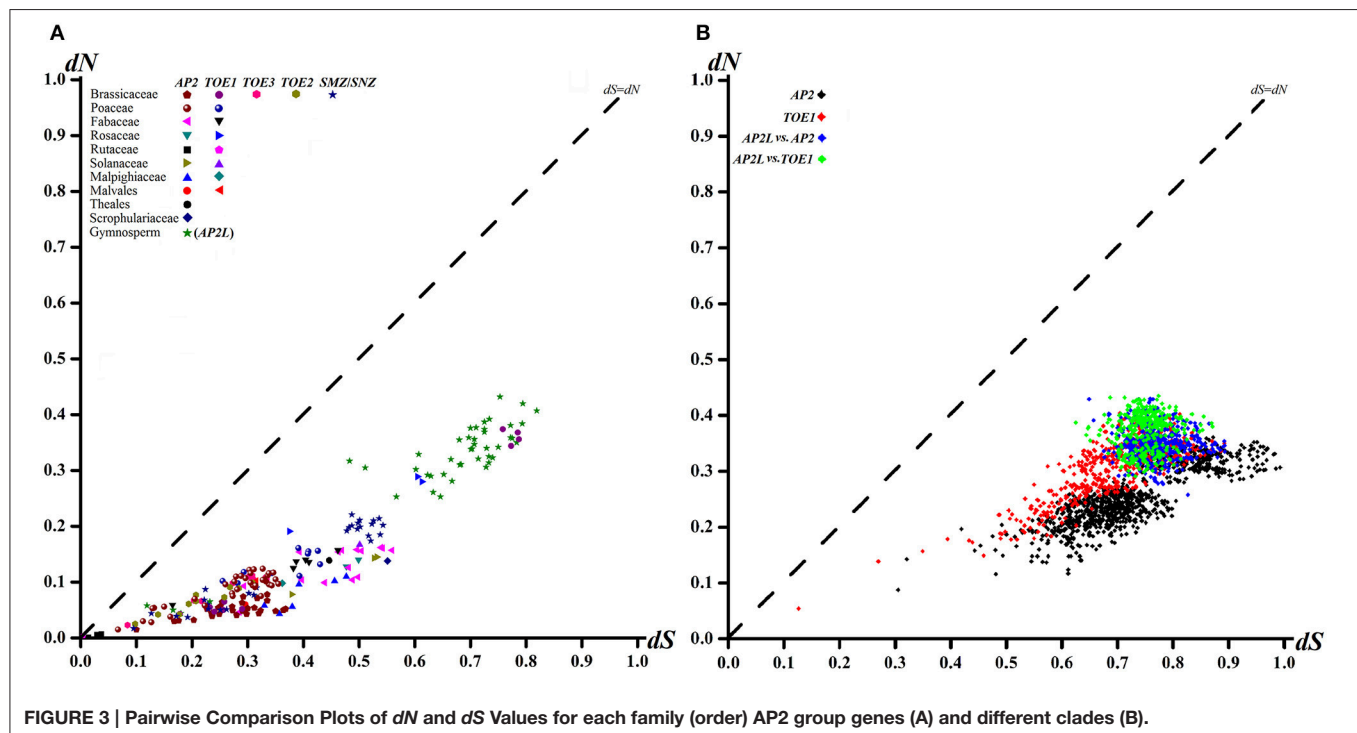 A
dN
AP2 TOE1 TOE3 TOE2 SMZ/SNZ
Brassicaceae
Poaceae
Fabaceae
Rosaceae
Rutaceae
Solanaceae
Malpighiaceae
Malvales
Theales
Scrophulariaceae
Gymnosperm (AP2L)
dS=dN
1.0
0.9
0.8
0.7
0.6
0.5
0.4
0.3
0.2
0.1
0.0
dS
0.0 0.1 0.2 0.3 0.4 0.5 0.6 0.7 0.8 0.9 1.0
B
dN
AP2
TOE1
AP2L vs. AP2
AP2L vs. TOE1
dS=dN
1.0
0.9
0.8
0.7
0.6
0.5
0.4
0.3
0.2
0.1
0.0
dS
0.0 0.1 0.2 0.3 0.4 0.5 0.6 0.7 0.8 0.9 1.0
FIGURE 3 | Pairwise Comparison Plots of dN and dS Values for each family (order) AP2 group genes (A) and different clades (B).